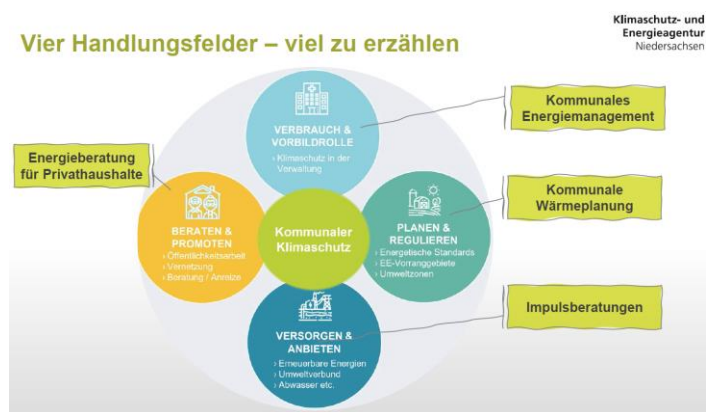 Klimaschutz- und
Energieagentur
Niedersachsen
Vier Handlungsfelder – viel zu erzählen
VERBRAUCH &
VORBILDROLLE
› Klimaschutz in der
Verwaltung
Kommunales
Energiemanagement
Energieberatung
für Privathaushalte
BERATEN &
PROMOTEN
› Öffentlichkeitsarbeit
› Vernetzung
› Beratung / Anreize
Kommunaler
Klimaschutz
PLANEN &
REGULIEREN
› Energetische Standards
› EE-Vorranggebiete
› Umweltzonen
Kommunale
Wärmeplanung
VERSORGEN &
ANBIETEN
› Erneuerbare Energien
› Umweltverbund
› Abwasser etc.
Impulsberatungen